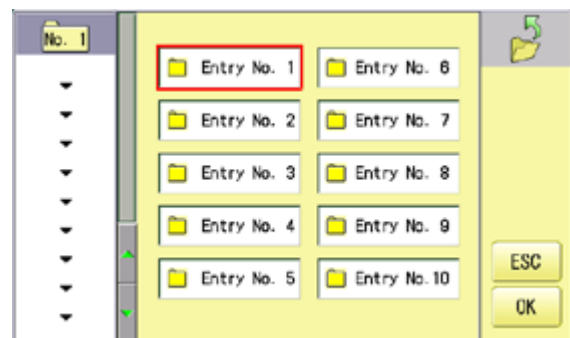 No. 1
Entry No. 1
Entry No. 2
Entry No. 3
Entry No. 4
Entry No. 5
Entry No. 6
Entry No. 7
Entry No. 8
Entry No. 9
Entry No.10
ESC
OK